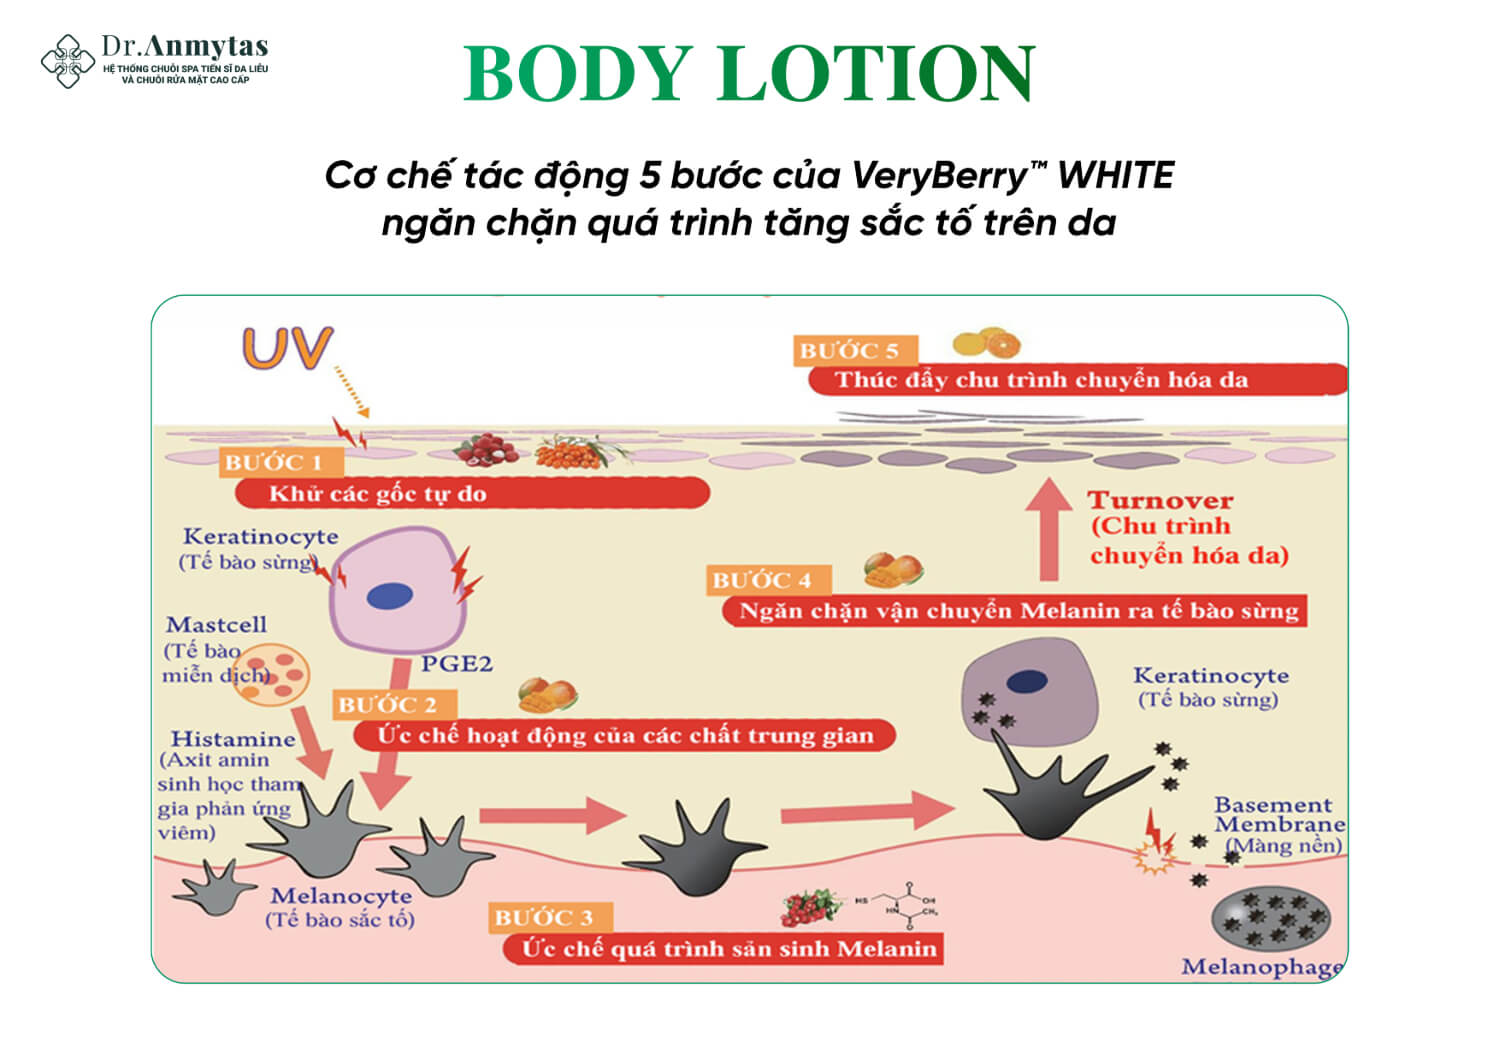 Dr.Anmytas
HỆ THỐNG CHUỖI SPA TIẾN SĨ DA LIỄU
VÀ CHUỖI RỬA MẶT CAO CẤP
BODY LOTION
Cơ chế tác động 5 bước của VeryBerry™ WHITE
ngăn chặn quá trình tăng sắc tố trên da
UV
BƯỚC 5
Thúc đẩy chu trình chuyển hóa da
BƯỚC 1
Khử các gốc tự do
Turnover
(Chu trình
chuyển hóa da)
Keratinocyte
(Tế bào sừng)
BƯỚC 4
Ngăn chặn vận chuyển Melanin ra tế bào sừng
Mastcell
(Tế bào
miễn dịch)
PGE2
Keratinocyte
(Tế bào sừng)
BƯỚC 2
Ức chế hoạt động của các chất trung gian
Histamine
(Axit amin
sinh học tham
gia phản ứng
viêm)
Basement
Membrane
(Màng nền)
Melanocyte
(Tế bào sắc tố)
BƯỚC 3
Ức chế quá trình sản sinh Melanin
O
HS
OH
HN
CH₃
O
Melanophage